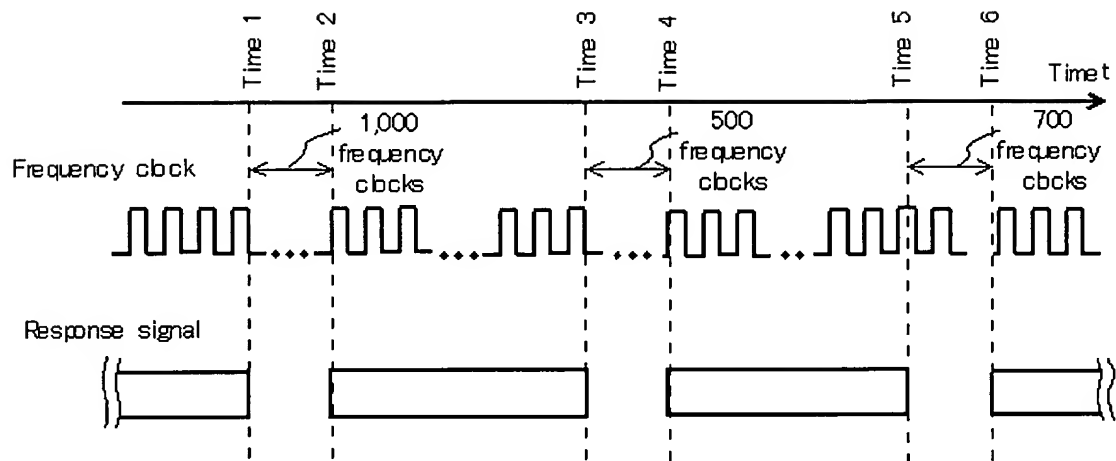 Time 1
Time 2
Time 3
Time 4
Time 5
Time 6
Time t
1,000
frequency
clocks
500
frequency
clocks
700
frequency
clocks
Frequency clock
Response signal